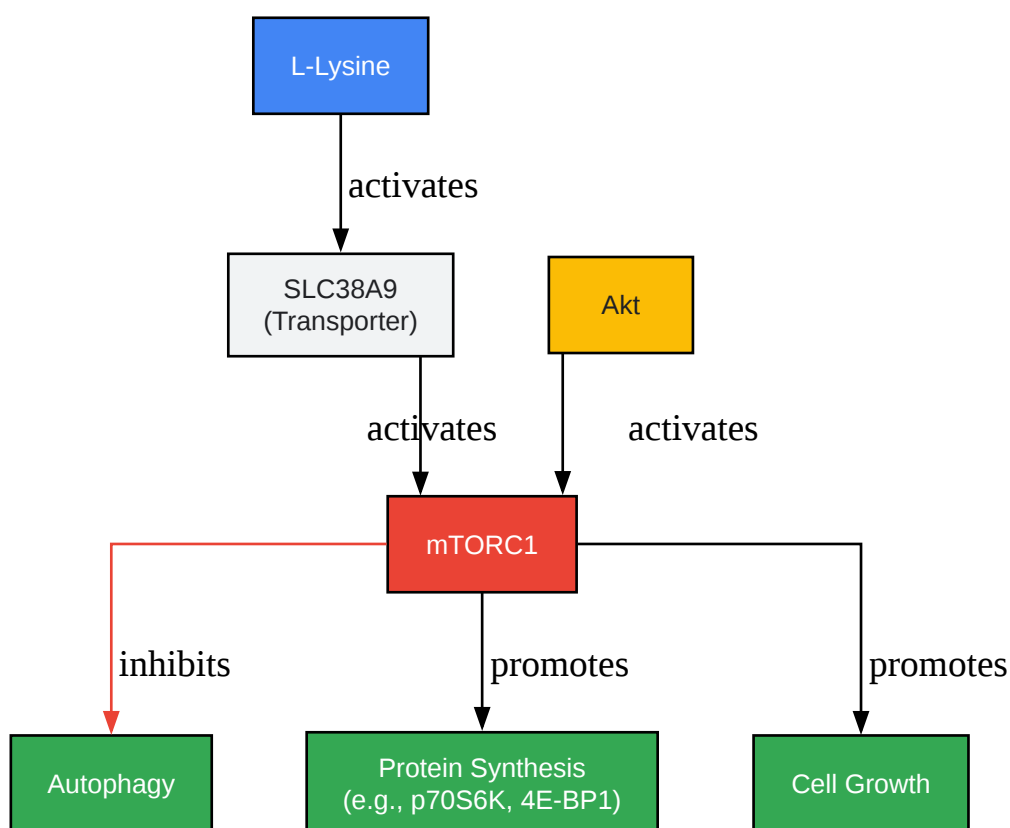 L-Lysine
activates
SLC38A9
(Transporter)
Akt
activates
activates
mTORC1
inhibits
promotes
promotes
Autophagy
Protein Synthesis
(e.g., p70S6K, 4E-BP1)
Cell Growth